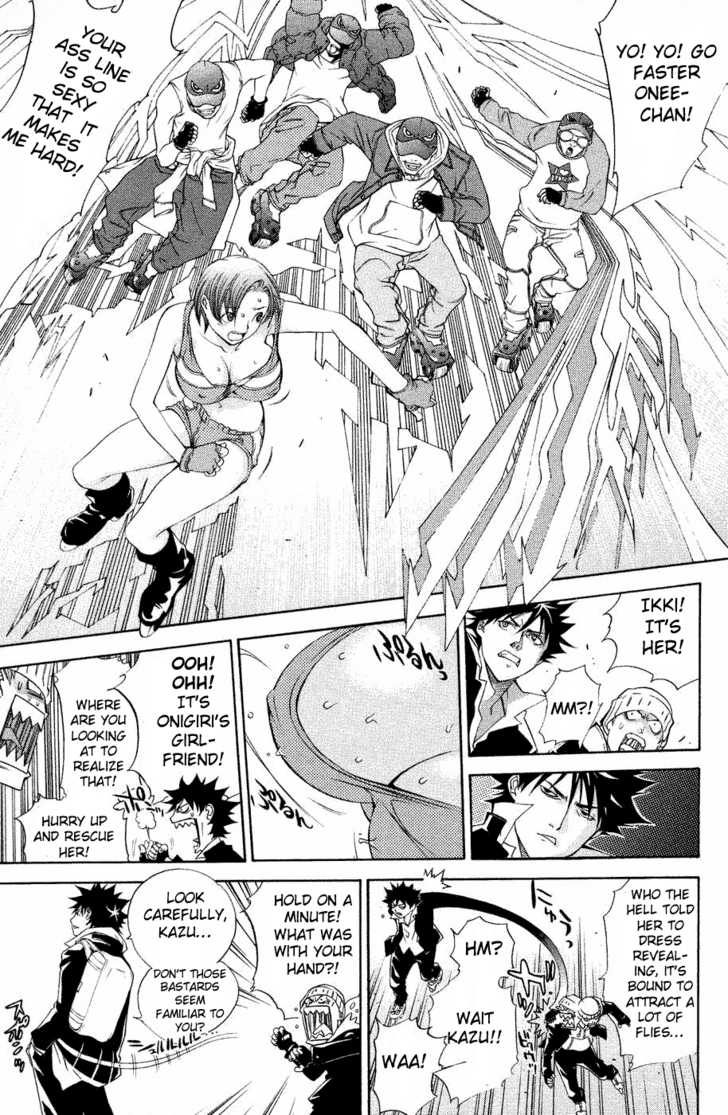 YO! YO! GO
FASTER
ONEE-
CHAN!
YOUR
ASS LINE
IS SO
SEXY
THAT IT
MAKES
ME HARD!
IKKI!
IT'S
HER!
MM?!
OOH!
OHH!
IT'S
ONIGIRI'S
GIRL-
FRIEND!
WHERE
ARE YOU
LOOKING
AT TO
REALIZE
THAT!
HURRY UP
AND RESCUE
HER!
WHO THE
HELL TOLD
HER TO
DRESS
REVEAL-
ING, IT'S
BOUND TO
ATTRACT A
LOT OF
FLIES...
HM?
WAIT
KAZU!!
WAA!
HOLD ON A
MINUTE!
WHAT WAS
WITH YOUR
HAND?!
LOOK
CAREFULLY,
KAZU...
DON'T THOSE
BASTARDS
SEEM
FAMILIAR TO
YOU?